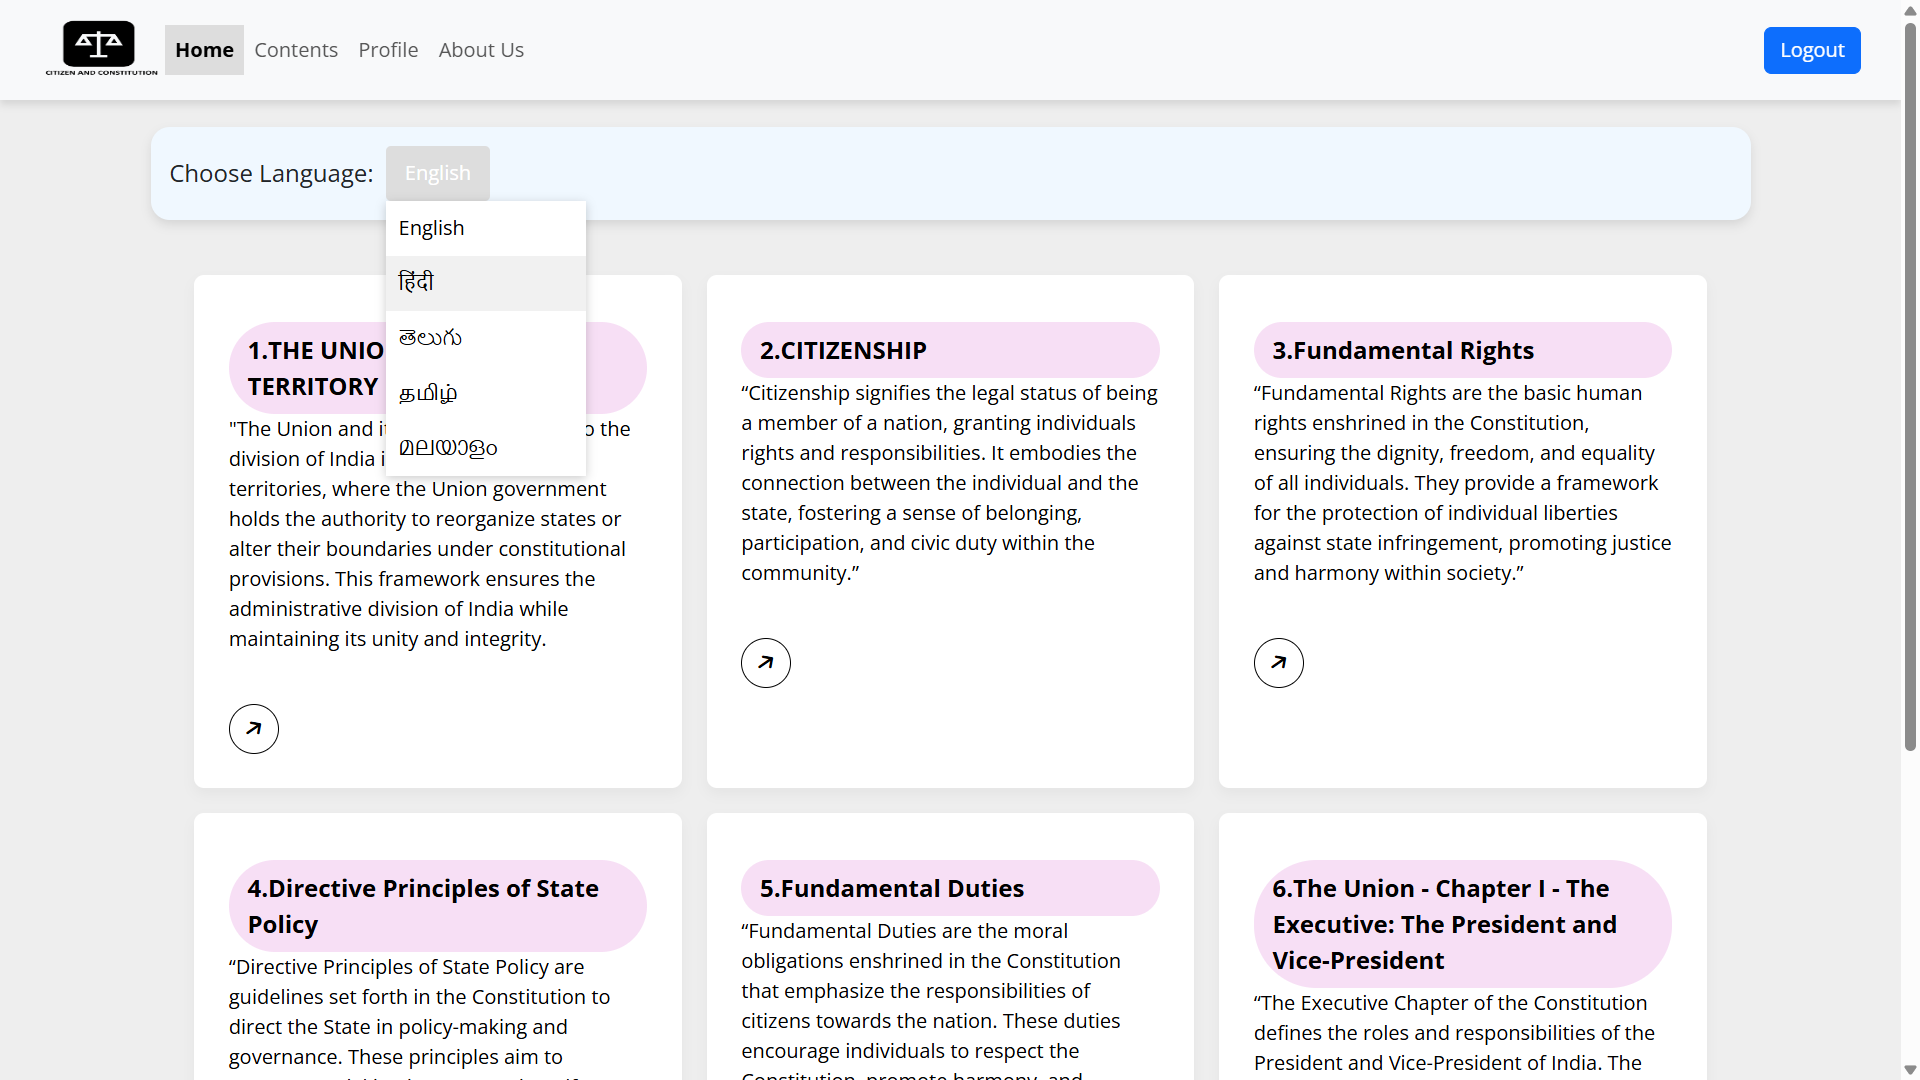 CITIZEN AND CONSTITUTION
Home
Contents
Profile
About Us
Logout
Choose Language:
English
English
हिंदी
తెలుగు
தமிழ்
മലയാളം
1.THE UNIO
TERRITORY
"The Union and it
o the
division of India i
territories, where the Union government
holds the authority to reorganize states or
alter their boundaries under constitutional
provisions. This framework ensures the
administrative division of India while
maintaining its unity and integrity.
2.CITIZENSHIP
“Citizenship signifies the legal status of being
a member of a nation, granting individuals
rights and responsibilities. It embodies the
connection between the individual and the
state, fostering a sense of belonging,
participation, and civic duty within the
community.”
3.Fundamental Rights
“Fundamental Rights are the basic human
rights enshrined in the Constitution,
ensuring the dignity, freedom, and equality
of all individuals. They provide a framework
for the protection of individual liberties
against state infringement, promoting justice
and harmony within society.”
4.Directive Principles of State
Policy
“Directive Principles of State Policy are
guidelines set forth in the Constitution to
direct the State in policy-making and
governance. These principles aim to
5.Fundamental Duties
“Fundamental Duties are the moral
obligations enshrined in the Constitution
that emphasize the responsibilities of
citizens towards the nation. These duties
encourage individuals to respect the
Constitution, promote harmony, and
6.The Union - Chapter I - The
Executive: The President and
Vice-President
“The Executive Chapter of the Constitution
defines the roles and responsibilities of the
President and Vice-President of India. The